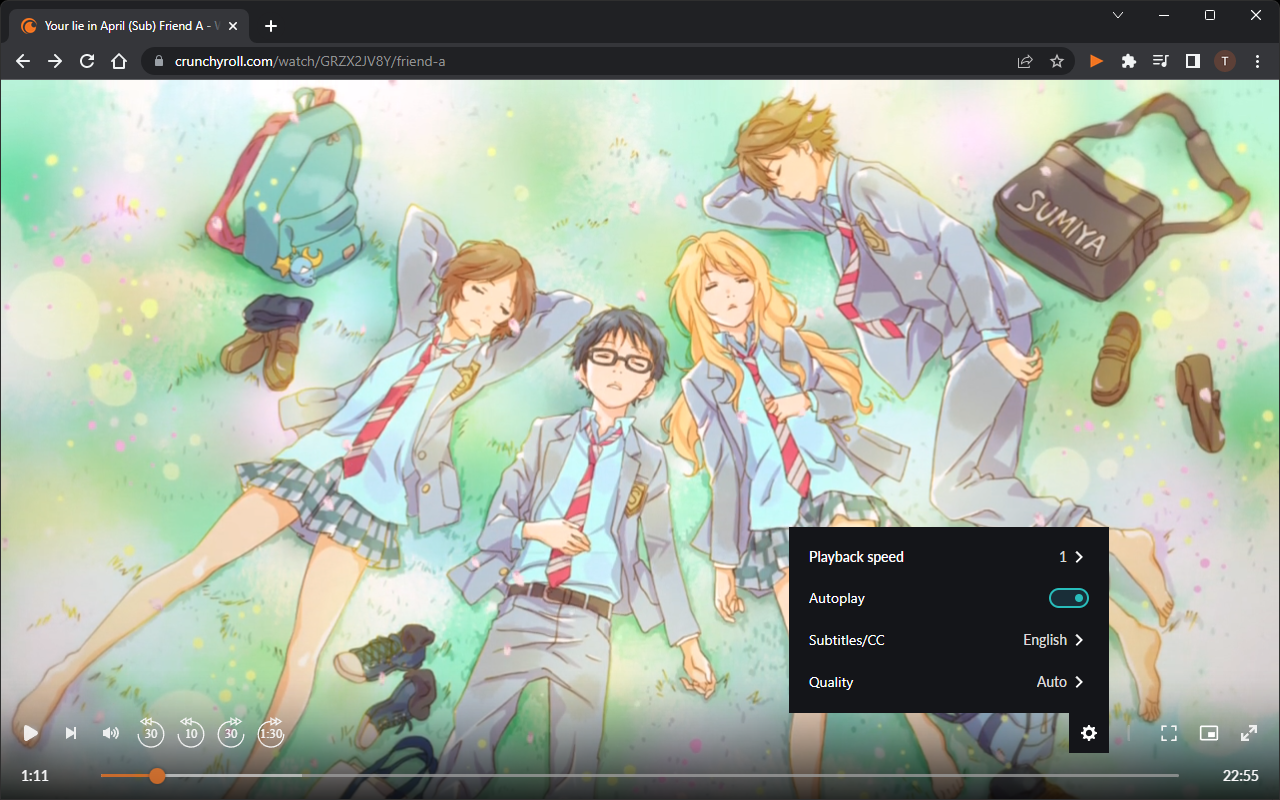 Your lie in April (Sub) Friend A -
crunchyroll.com/watch/GRZX2JV8Y/friend-a
T
SUMIYA
Playback speed 1
Autoplay
Subtitles/CC English
Quality Auto
30 10 30 1:30
1:11 22:55